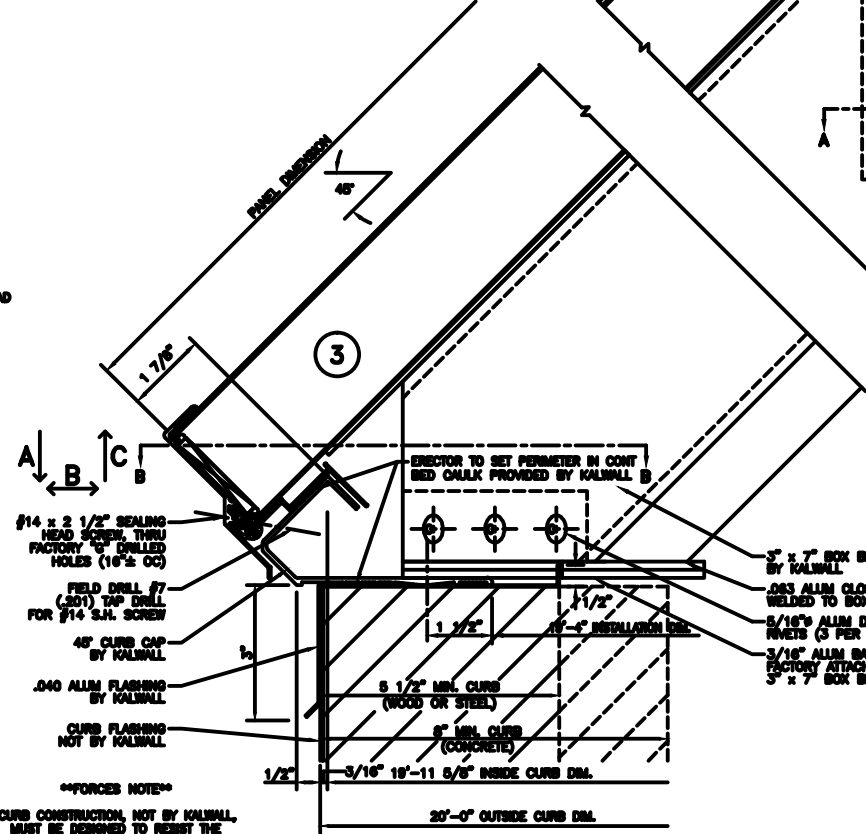 PANEL DIMENSION
45°
1 7/8"
3
A
B
C
B
B
A
ERECTOR TO SET PERIMETER IN CONT
BED CAULK PROVIDED BY KALWALL
#14 x 2 1/2" SEALING
HEAD SCREW, THRU
FACTORY "G" DRILLED
HOLES (16"± OC)
FIELD DRILL #7
(.201) TAP DRILL
FOR #14 S.H. SCREW
45° CURB CAP
BY KALWALL
.040 ALUM FLASHING
BY KALWALL
CURB FLASHING
NOT BY KALWALL
3" x 7" BOX
BY KALWALL
.063 ALUM
WELDED TO
5/16"ø ALUM
RIVETS (3 PER
3/16" ALUM
FACTORY
3" x 7" BOX
1/2"
1 1/2"
INSTALLATION DIM.
3"
5 1/2" MIN. CURB
(WOOD OR STEEL)
8" MIN. CURB
(CONCRETE)
1/2"
3/16"
19'-11 5/8" INSIDE CURB DIM.
20'-0" OUTSIDE CURB DIM.
**FORCES NOTE**
CURB CONSTRUCTION, NOT BY KALWALL,
MUST BE DESIGNED TO RESIST THE